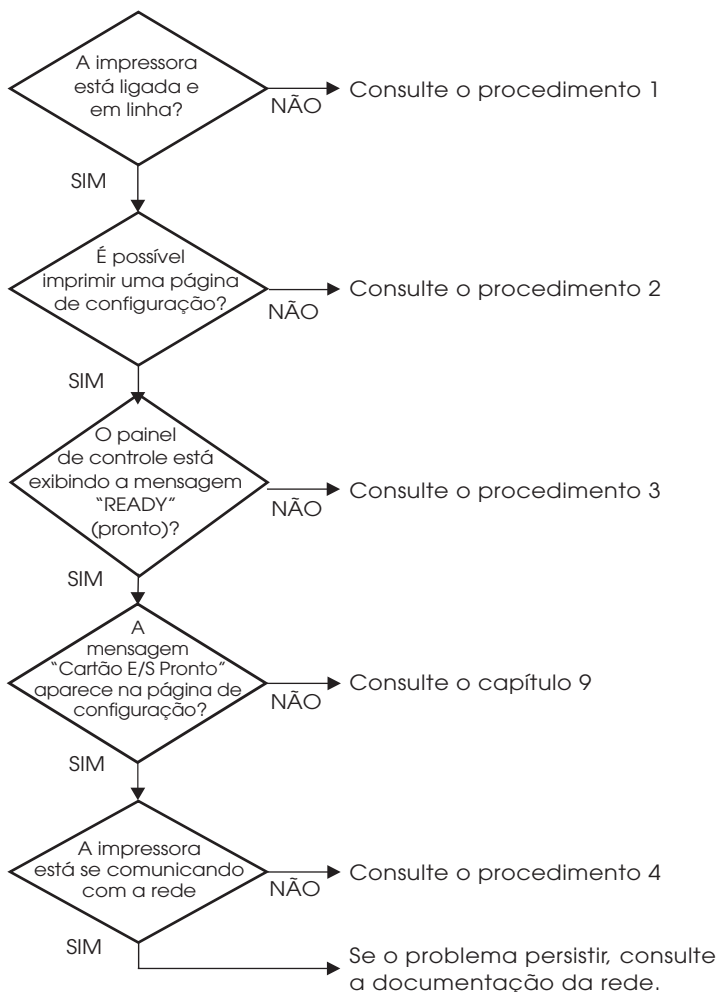 A impressora
está ligada e
em linha?
NÃO
Consulte o procedimento 1
SIM
É possível
imprimir uma página
de configuração?
NÃO
Consulte o procedimento 2
SIM
O painel
de controle está
exibindo a mensagem
"READY"
(pronto)?
NÃO
Consulte o procedimento 3
SIM
A
mensagem
"Cartão E/S Pronto"
aparece na página de
configuração?
NÃO
Consulte o capítulo 9
SIM
A impressora
está se comunicando
com a rede
NÃO
Consulte o procedimento 4
SIM
Se o problema persistir, consulte
a documentação da rede.